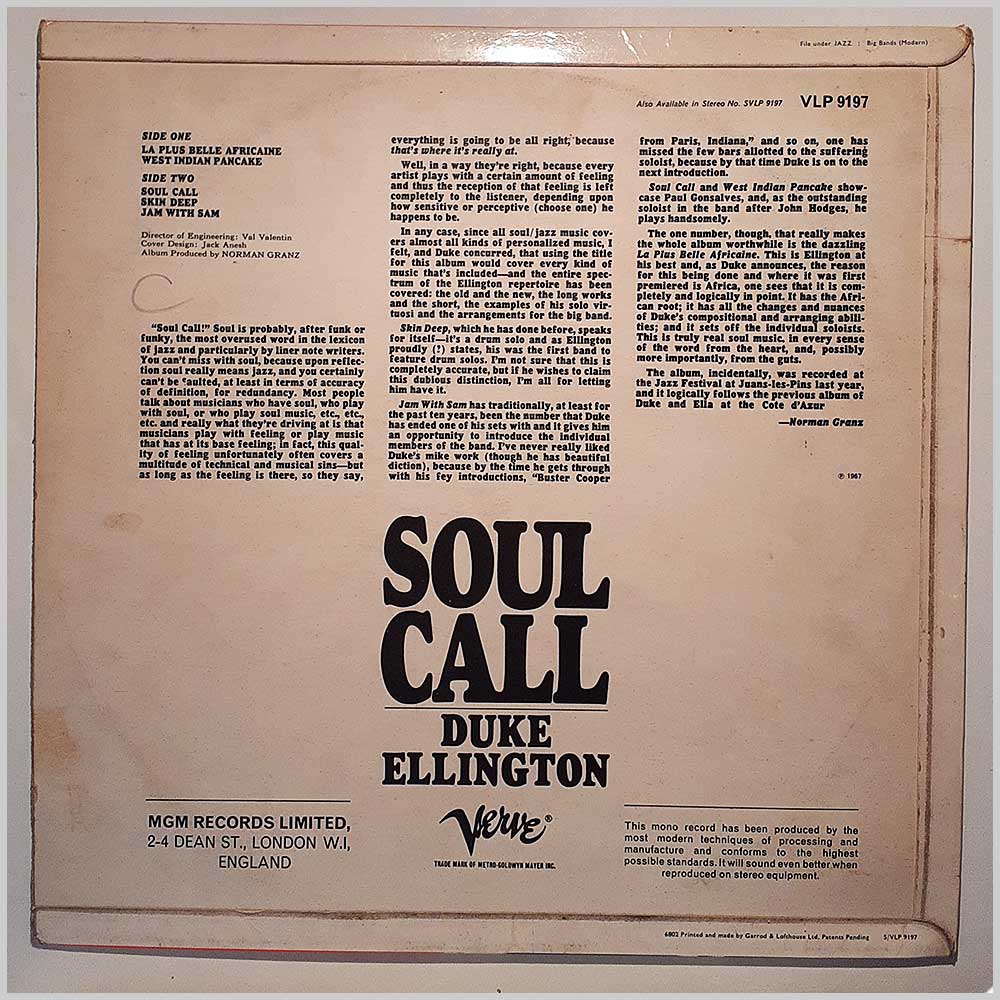 File under JAZZ : Big Bands (Modern)
Also Available in Stereo No. SVLP 9197 VLP 9197
SIDE ONE
LA PLUS BELLE AFRICAINE
WEST INDIAN PANCAKE
SIDE TWO
SOUL CALL
SKIN DEEP
JAM WITH SAM
Director of Engineering: Val Valentin
Cover Design: Jack Anesh
Album Produced by NORMAN GRANZ
"Soul Call!" Soul is probably, after funk or
funky, the most overused word in the lexicon
of jazz and particularly by liner note writers.
You can't miss with soul, because upon reflec-
tion soul really means jazz, and you certainly
can't be faulted, at least in terms of accuracy
of definition, for redundancy. Most people
talk about musicians who have soul, who play
with soul, or who play soul music, etc., etc.,
etc. and really what they're driving at is that
musicians play with feeling or play music
that has at its base feeling; in fact, this qual-
ity of feeling unfortunately often covers a
multitude of technical and musical sins—but
as long as the feeling is there, so they say,
everything is going to be all right, because
that's where it's really at.
Well, in a way they're right, because every
artist plays with a certain amount of feeling
and thus the reception of that feeling is left
completely to the listener, depending upon
how sensitive or perceptive (choose one) he
happens to be.
In any case, since all soul/jazz music cov-
ers almost all kinds of personalized music, I
felt, and Duke concurred, that using the title
for this album would cover every kind of
music that's included—and the entire spec-
trum of the Ellington repertoire has been
covered: the old and the new, the long works
and the short, the examples of his solo vir-
tuosi and the arrangements for the big band.
Skin Deep, which he has done before, speaks
for itself—it's a drum solo and as Ellington
proudly (?) states, his was the first band to
feature drum solos. I'm not sure that this is
completely accurate, but if he wishes to claim
this dubious distinction, I'm all for letting
him have it.
Jam With Sam has traditionally, at least for
the past ten years, been the number that Duke
has ended one of his sets with and it gives him
an opportunity to introduce the individual
members of the band. I've never really liked
Duke's mike work (though he has beautiful
diction), because by the time he gets through
with his fey introductions, "Buster Cooper
from Paris, Indiana," and so on, one has
missed the few bars allotted to the suffering
soloist, because by that time Duke is on to the
next introduction.
Soul Call and West Indian Pancake show-
case Paul Gonsalves, and, as the outstanding
soloist in the band after John Hodges, he
plays handsomely.
The one number, though, that really makes
the whole album worthwhile is the dazzling
La Plus Belle Africaine. This is Ellington at
his best and, as Duke announces, the reason
for this being done and where it was first
premiered is Africa, one sees that it is com-
pletely and logically in point. It has the Afri-
can root; it has all the changes and nuances
of Duke's compositional and arranging abili-
ties; and it sets off the individual soloists.
This is truly real soul music, in every sense
of the word from the heart, and, possibly
more importantly, from the guts.
The album, incidentally, was recorded at
the Jazz Festival at Juans-les-Pins last year,
and it logically follows the previous album of
Duke and Ella at the Cote d'Azur
—Norman Granz
℗ 1967
SOUL
CALL
DUKE
ELLINGTON
Verve®
TRADE MARK OF METRO-GOLDWYN MAYER INC.
MGM RECORDS LIMITED,
2-4 DEAN ST., LONDON W.I,
ENGLAND
This mono record has been produced by the
most modern techniques of processing and
manufacture and conforms to the highest
possible standards. It will sound even better when
reproduced on stereo equipment.
6802 Printed and made by Garrod & Lofthouse Ltd. Patents Pending S/VLP 9197